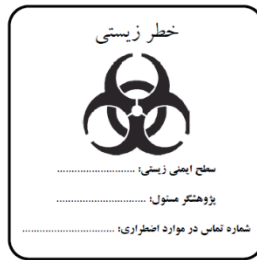 خطر زیستی
سطح ایمنی زیستی: ..........................
پژوهشگر مسئول: ..............................
شماره تماس در موارد اضطراری: ...............................